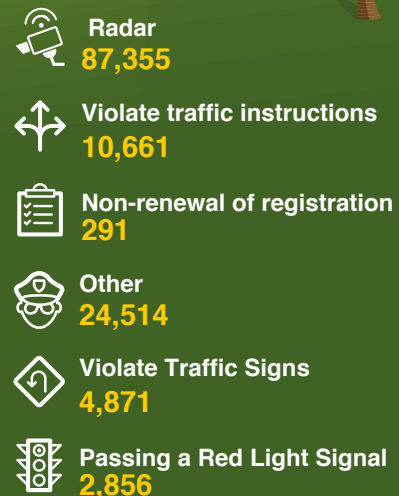 Radar
87,355
Violate traffic instructions
10,661
Non-renewal of registration
291
Other
24,514
Violate Traffic Signs
4,871
Passing a Red Light Signal
2,856